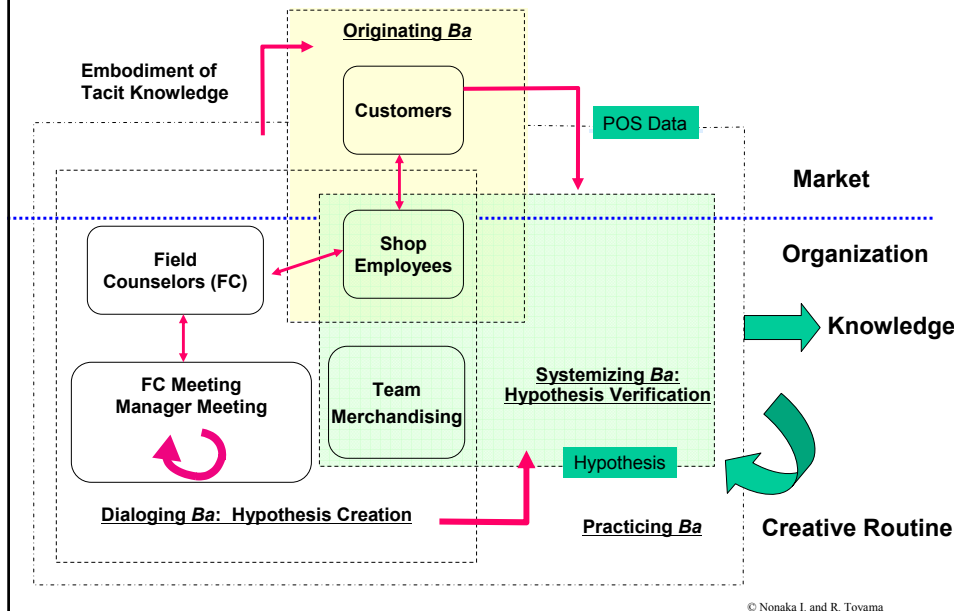 Originating Ba
Embodiment of
Tacit Knowledge
Customers
POS Data
Market
Field
Counselors (FC)
Shop
Employees
Organization
Knowledge
FC Meeting
Manager Meeting
Team
Merchandising
Systemizing Ba:
Hypothesis Verification
Hypothesis
Dialoging Ba: Hypothesis Creation
Practicing Ba
Creative Routine
© Nonaka I. and R. Toyama